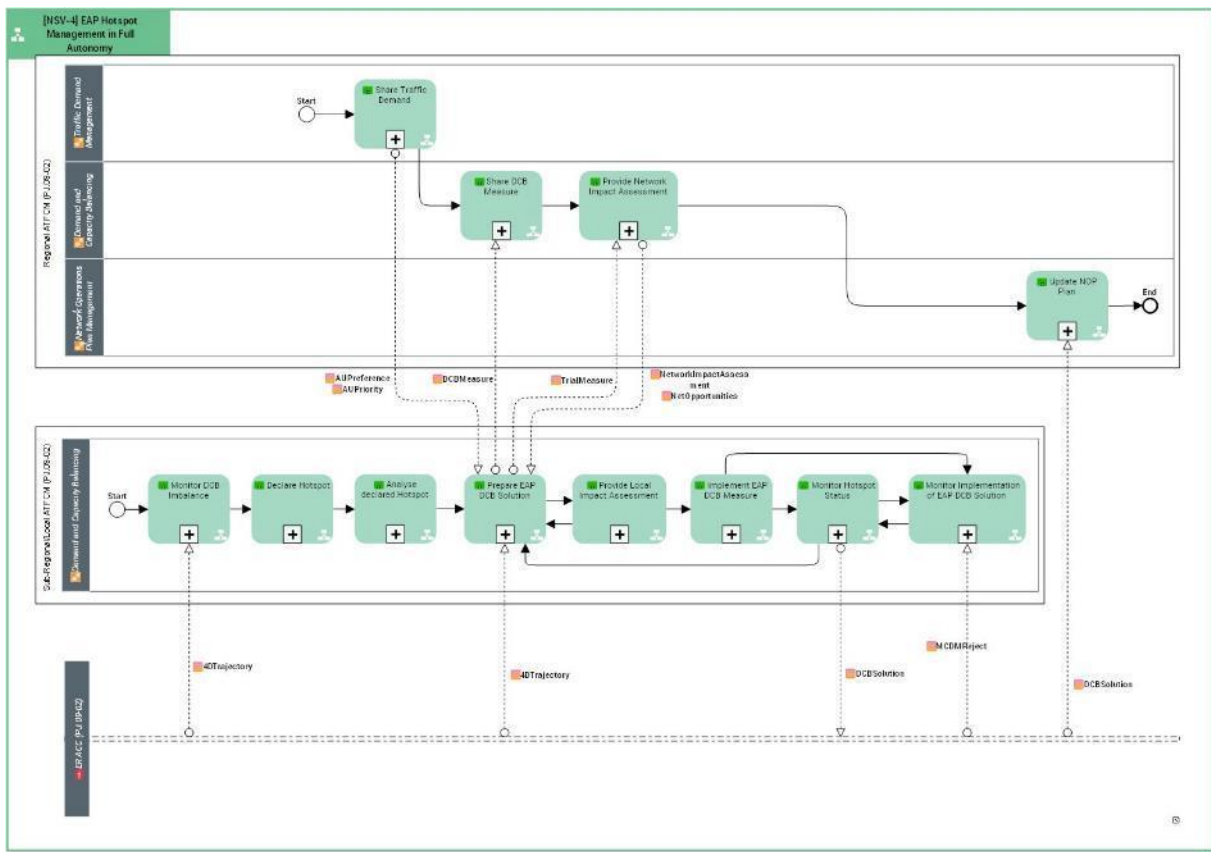 [NSV-4] EAP Hotspot
Management in Full
Autonomy
Regional ATFCM (PJ.09-02)
Traffic Demand
Management
Start
Share Traffic
Demand
Demand and
Capacity Balancing
Share DCB
Measure
Provide Network
Impact Assessment
Network Operations
Plan Management
Update NOP
Plan
End
AUPreference
AUPriority
DCBMeasure
TrialMeasure
NetworkImpactAssess
ment
NetOpportunities
Sub-Regional/Local ATFCM (PJ.09-02)
Demand and Capacity Balancing
Start
Monitor DCB
Imbalance
Declare Hotspot
Analyse
declared Hotspot
Prepare EAP
DCB Solution
Provide Local
Impact Assessment
Implement EAP
DCB Measure
Monitor Hotspot
Status
Monitor Implementation
of EAP DCB Solution
4DTrajectory
4DTrajectory
DCBSolution
MCDMReject
DCBSolution
ER ACC (PJ.09-02)